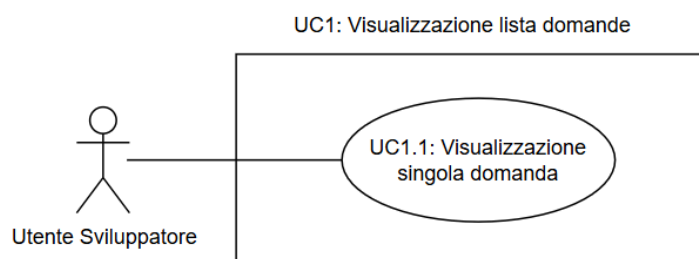 UC1: Visualizzazione lista domande
UC1.1: Visualizzazione
singola domanda
Utente Sviluppatore